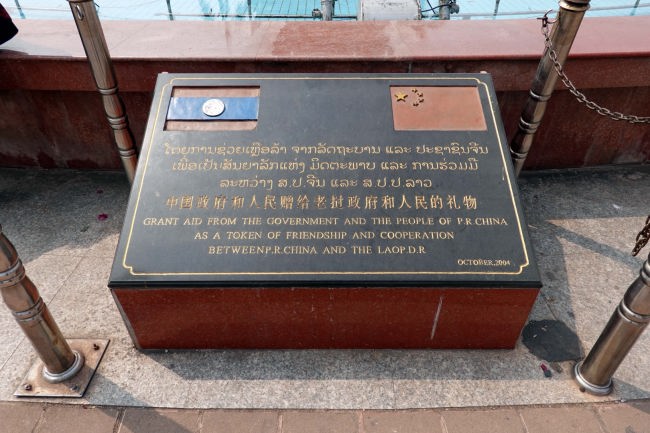 ໂດຍການຊ່ວຍເຫຼືອລ້າ ຈາກລັດຖະບານ ແລະ ປະຊາຊົນຈີນ
ເພື່ອເປັນສັນຍາລັກແຫ່ງ ມິດຕະພາບ ແລະ ການຮ່ວມມື
ລະຫວ່າງ ສ.ປ.ຈີນ ແລະ ສ.ປ.ປ.ລາວ
中国政府和人民赠给老挝政府和人民的礼物
GRANT AID FROM THE GOVERNMENT AND THE PEOPLE OF P.R.CHINA
AS A TOKEN OF FRIENDSHIP AND COOPERATION
BETWEENP.R.CHINA AND THE LAOP.D.R
OCTOBER,2004